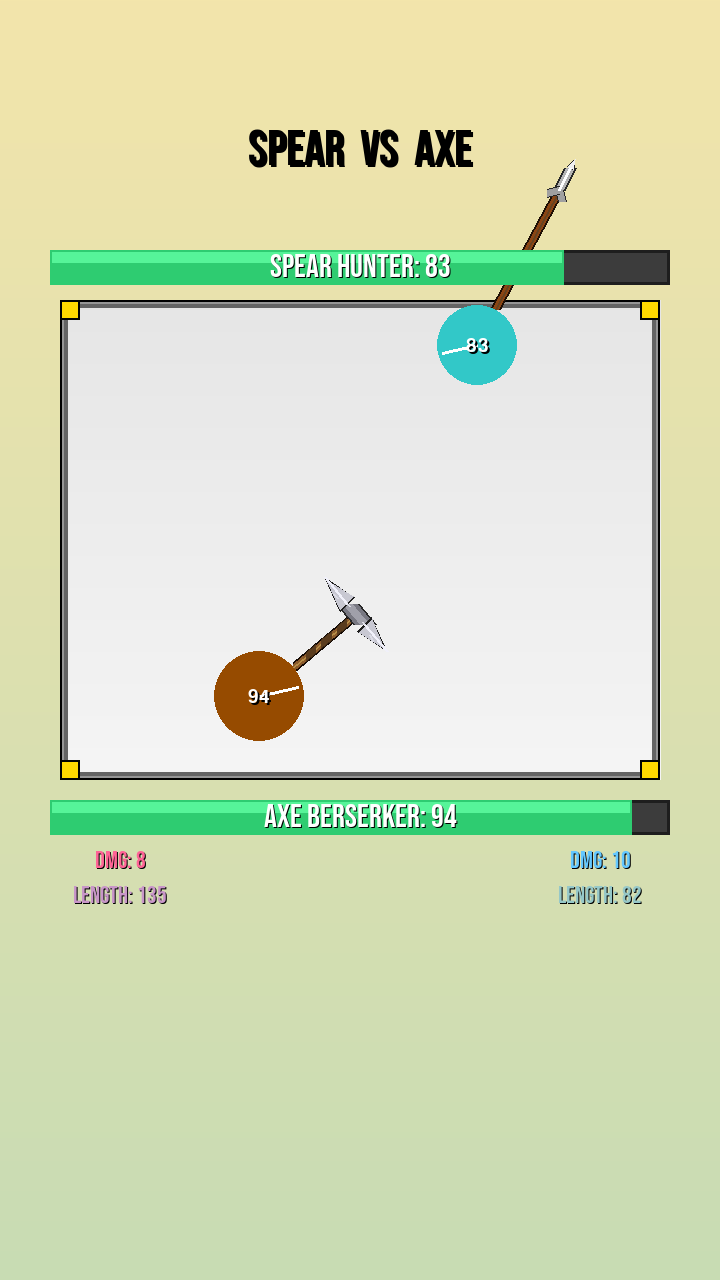 SPEAR VS AXE
SPEAR HUNTER: 83
83
94
AXE BERSERKER: 94
DMG: 8
DMG: 10
LENGTH: 135
LENGTH: 82